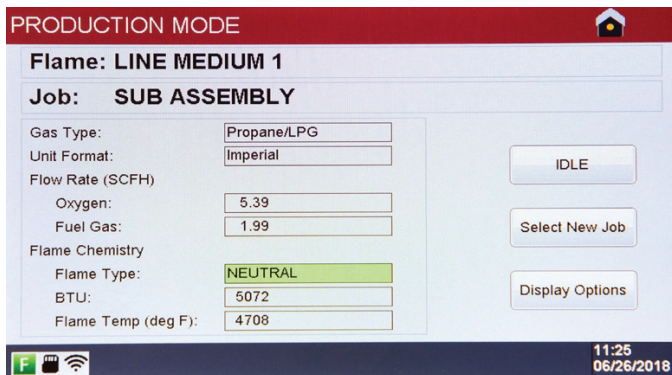 PRODUCTION MODE
Flame: LINE MEDIUM 1
Job: SUB ASSEMBLY
Gas Type: Propane/LPG
Unit Format: Imperial
IDLE
Flow Rate (SCFH)
Oxygen: 5.39
Fuel Gas: 1.99
Select New Job
Flame Chemistry
Flame Type: NEUTRAL
BTU: 5072
Display Options
Flame Temp (deg F): 4708
F
11:25
06/26/2018